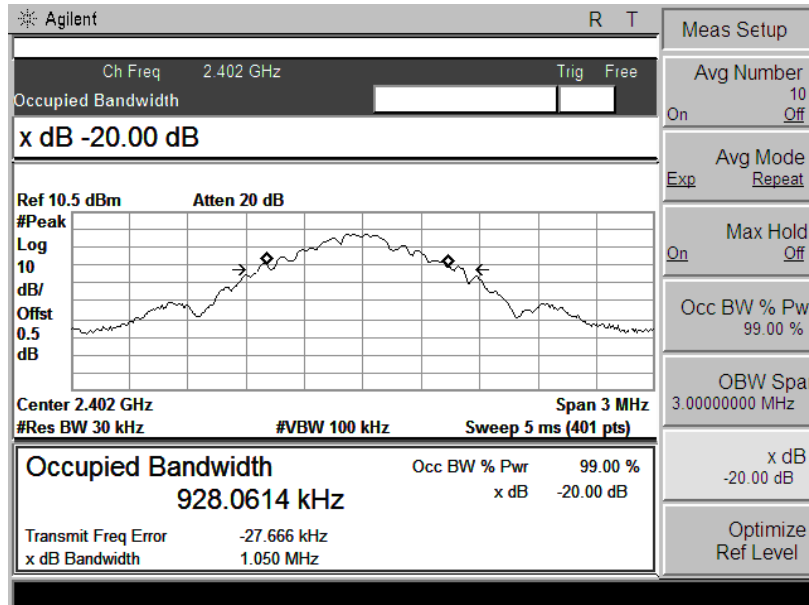 Agilent R T
Ch Freq 2.402 GHz Trig Free
Occupied Bandwidth
x dB -20.00 dB
Ref 10.5 dBm Atten 20 dB
#Peak
Log
10
dB/
Offst
0.5
dB
Center 2.402 GHz Span 3 MHz
#Res BW 30 kHz #VBW 100 kHz Sweep 5 ms (401 pts)
Occupied Bandwidth Occ BW % Pwr 99.00 %
928.0614 kHz x dB -20.00 dB
Transmit Freq Error -27.666 kHz
x dB Bandwidth 1.050 MHz
Meas Setup
Avg Number
10
On Off
Avg Mode
Exp Repeat
Max Hold
On Off
Occ BW % Pw
99.00 %
OBW Spa
3.00000000 MHz
x dB
-20.00 dB
Optimize
Ref Level